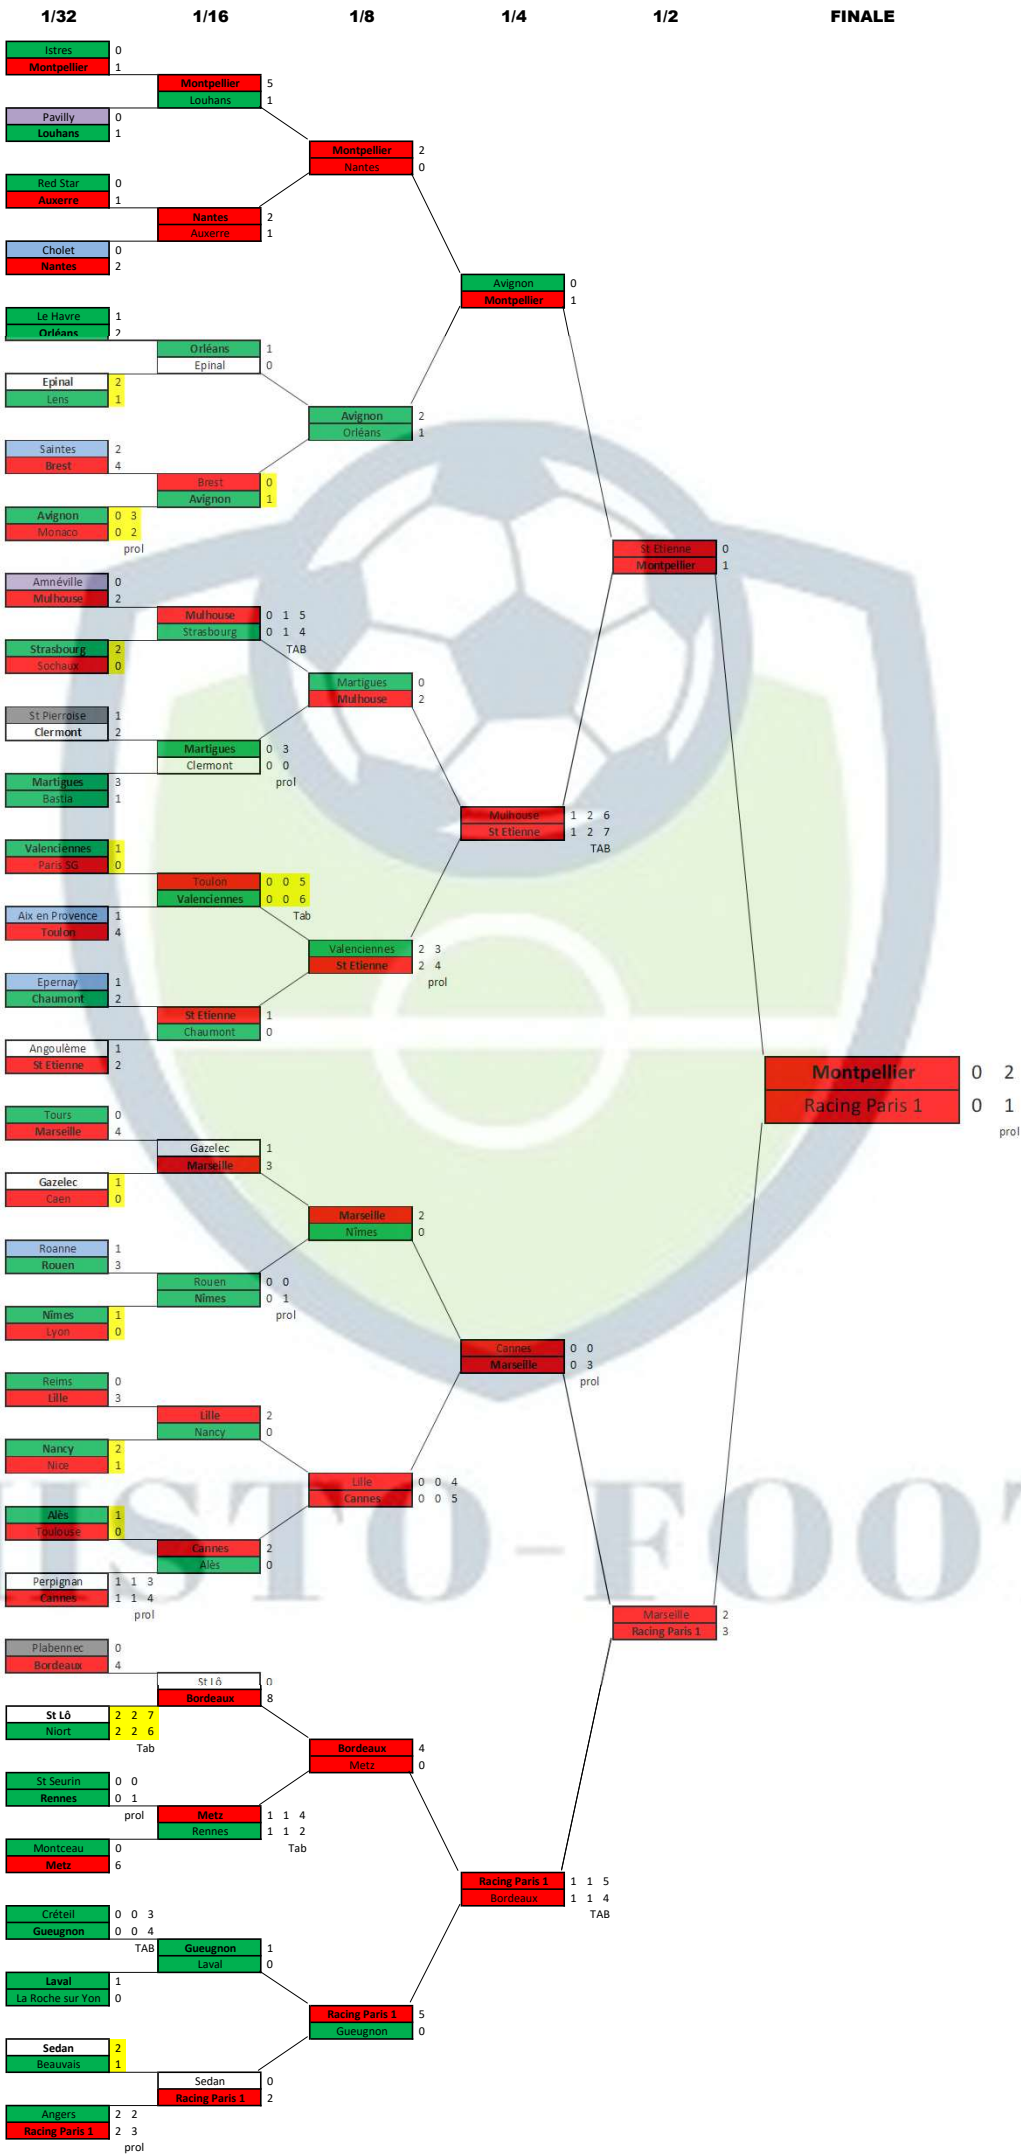 1/32 1/16 1/8 1/4 1/2 FINALE
Istres 0
Montpellier 1
Montpellier 5
Louhans 1
Pavilly 0
Louhans 1
Montpellier 2
Nantes 0
Red Star 0
Auxerre 1
Nantes 2
Auxerre 1
Cholet 0
Nantes 2
Avignon 0
Montpellier 1
Le Havre 1
Orléans 2
Orléans 1
Epinal 0
Epinal 2
Lens 1
Avignon 2
Orléans 1
Saintes 2
Brest 4
Brest 0
Avignon 1
Avignon 0 3
Monaco 0 2
prol
St Etienne 0
Montpellier 1
Amnéville 0
Mulhouse 2
Mulhouse 0 1 5
Strasbourg 0 1 4
TAB
Strasbourg 2
Sochaux 0
Martigues 0
Mulhouse 2
St Pierroise 1
Clermont 2
Martigues 0 3
Clermont 0 0
prol
Martigues 3
Bastia 1
Mulhouse 1 2 6
St Etienne 1 2 7
TAB
Valenciennes 1
Paris SG 0
Toulon 0 0 5
Valenciennes 0 0 6
Tab
Aix en Provence 1
Toulon 4
Valenciennes 2 3
St Etienne 2 4
prol
Epernay 1
Chaumont 2
St Etienne 1
Chaumont 0
Angoulème 1
St Etienne 2
Montpellier 0 2
Racing Paris 1 0 1
prol
Tours 0
Marseille 4
Gazelec 1
Marseille 3
Gazelec 1
Caen 0
Marseille 2
Nîmes 0
Roanne 1
Rouen 3
Rouen 0 0
Nîmes 0 1
prol
Nîmes 1
Lyon 0
Cannes 0 0
Marseille 0 3
prol
Reims 0
Lille 3
Lille 2
Nancy 0
Nancy 2
Nice 1
Lille 0 0 4
Cannes 0 0 5
HISTO-FOOT
Alès 1
Toulouse 0
Cannes 2
Alès 0
Perpignan 1 1 3
Cannes 1 1 4
prol
Marseille 2
Racing Paris 1 3
Plabennec 0
Bordeaux 4
St Lô 0
Bordeaux 8
St Lô 2 2 7
Niort 2 2 6
Tab
Bordeaux 4
Metz 0
St Seurin 0 0
Rennes 0 1
prol
Metz 1 1 4
Rennes 1 1 2
Tab
Montceau 0
Metz 6
Racing Paris 1 1 1 5
Bordeaux 1 1 4
TAB
Créteil 0 0 3
Gueugnon 0 0 4
TAB
Gueugnon 1
Laval 0
Laval 1
La Roche sur Yon 0
Racing Paris 1 5
Gueugnon 0
Sedan 2
Beauvais 1
Sedan 0
Racing Paris 1 2
Angers 2 2
Racing Paris 1 2 3
prol